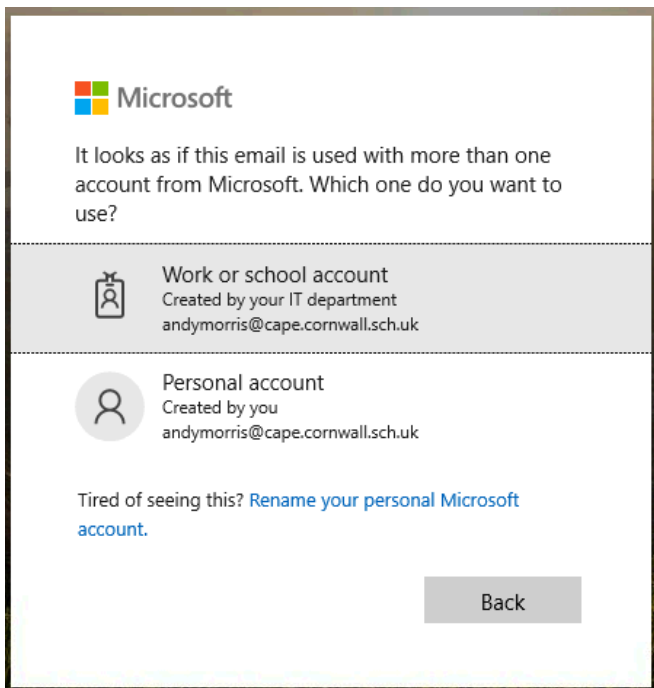 Microsoft
It looks as if this email is used with more than one
account from Microsoft. Which one do you want to
use?
Work or school account
Created by your IT department
andymorris@cape.cornwall.sch.uk
Personal account
Created by you
andymorris@cape.cornwall.sch.uk
Tired of seeing this? Rename your personal Microsoft
account.
Back